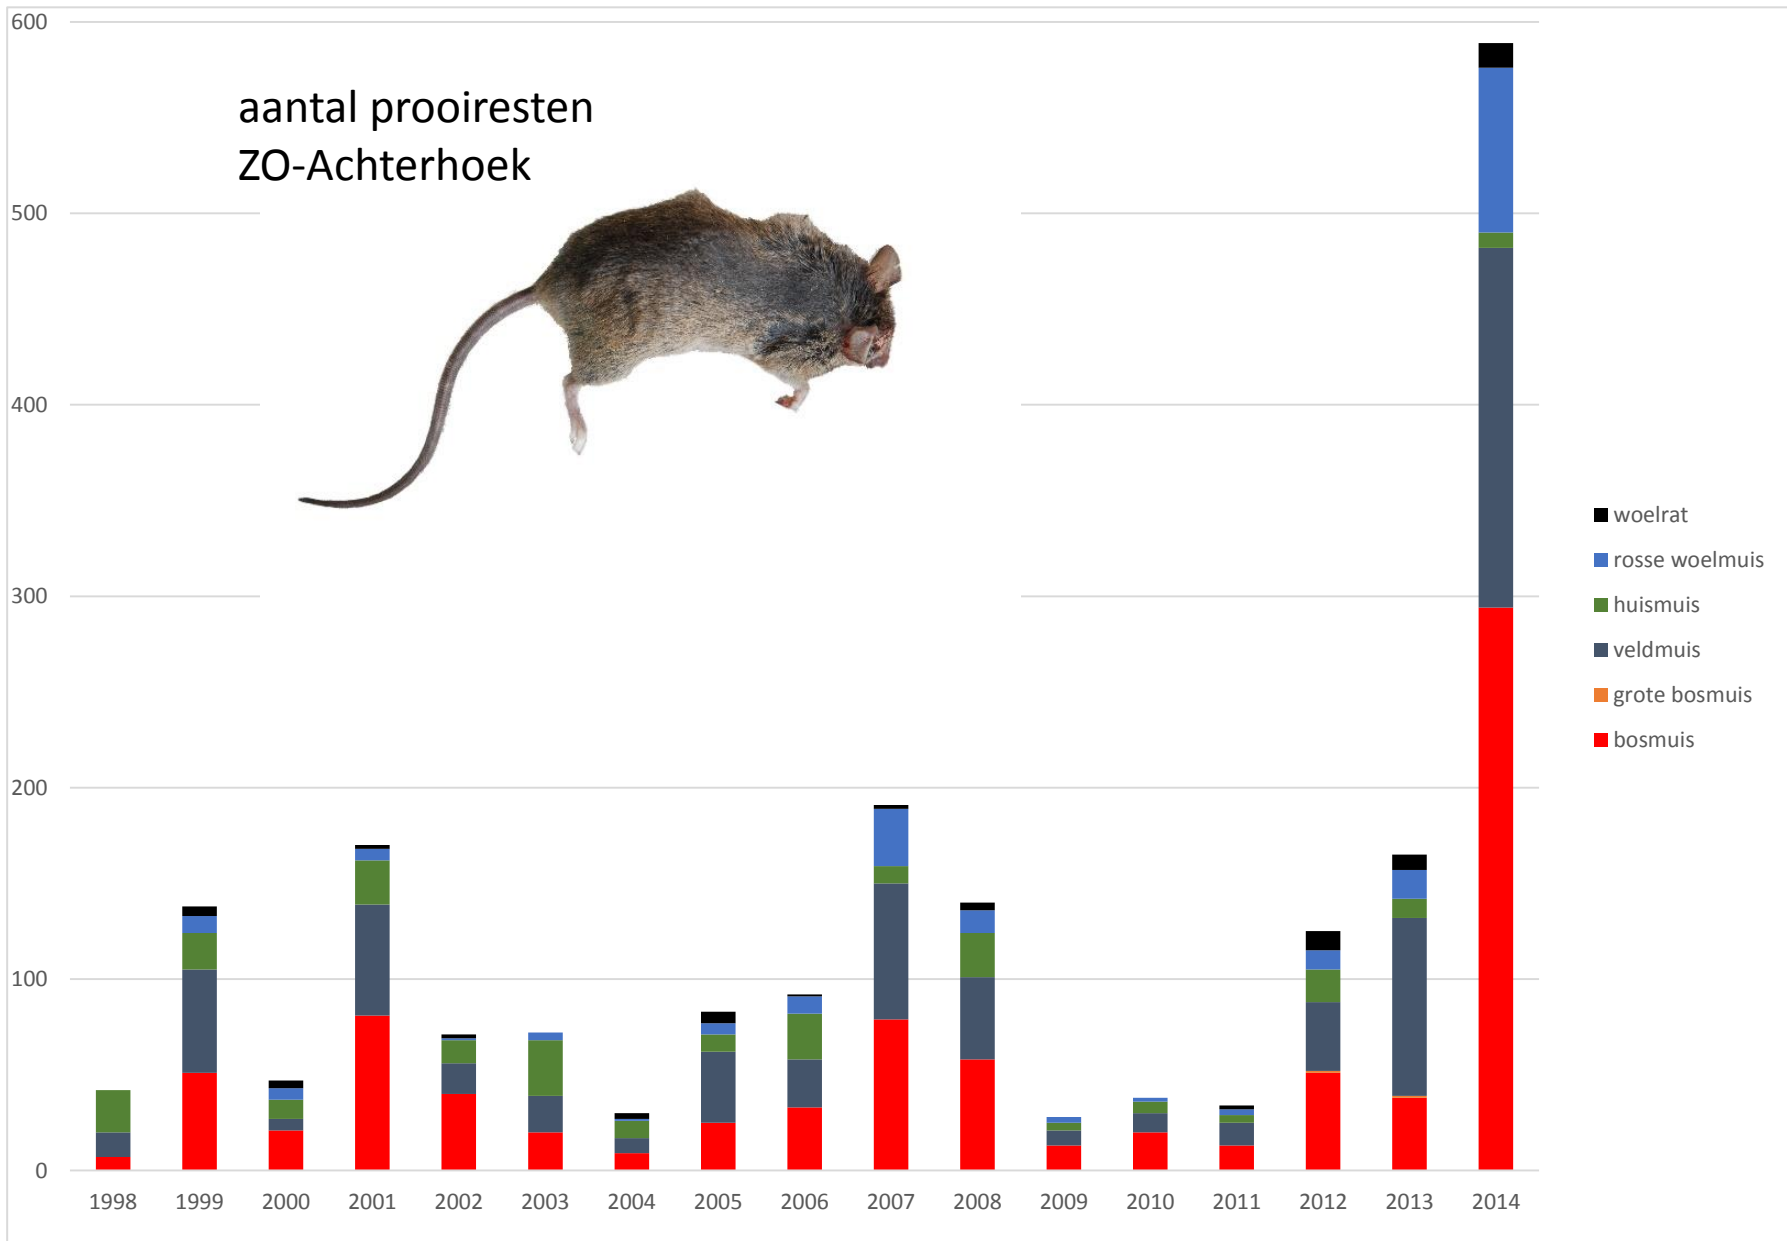 600
aantal prooiresten
ZO-Achterhoek
500
400
300
200
100
0
1998 1999 2000 2001 2002 2003 2004 2005 2006 2007 2008 2009 2010 2011 2012 2013 2014
woelrat
rosse woelmuis
huismuis
veldmuis
grote bosmuis
bosmuis